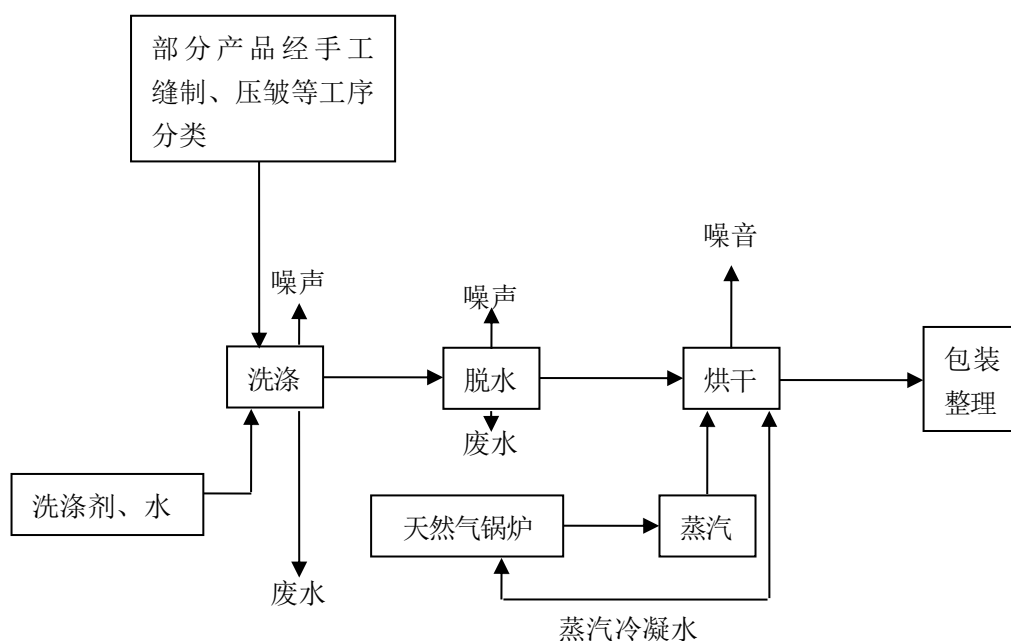 部分产品经手工
缝制、压皱等工序
分类
噪音
噪声
噪声
洗涤
脱水
烘干
包装
整理
废水
洗涤剂、水
天然气锅炉
蒸汽
废水
蒸汽冷凝水